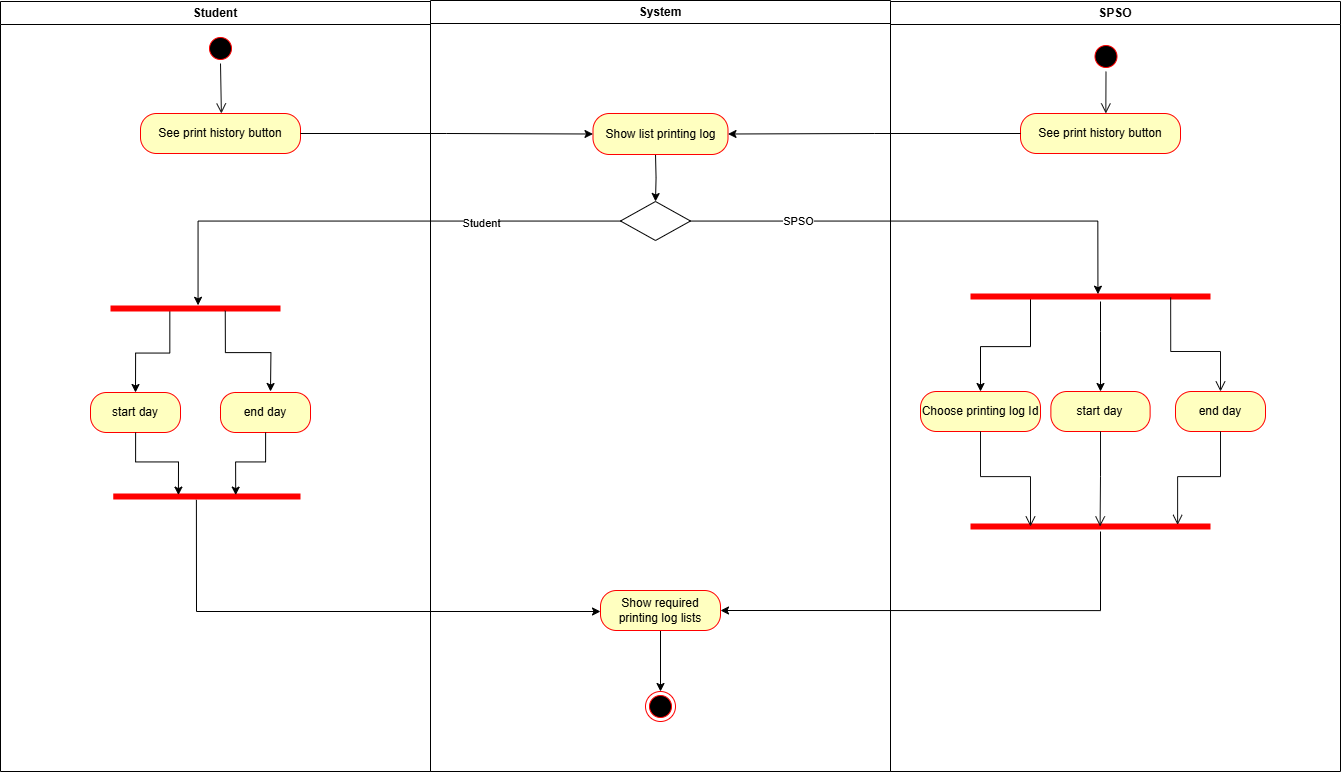 Student
System
SPSO
See print history button
Show list printing log
See print history button
Student
SPSO
start day
end day
Choose printing log Id
start day
end day
Show required
printing log lists